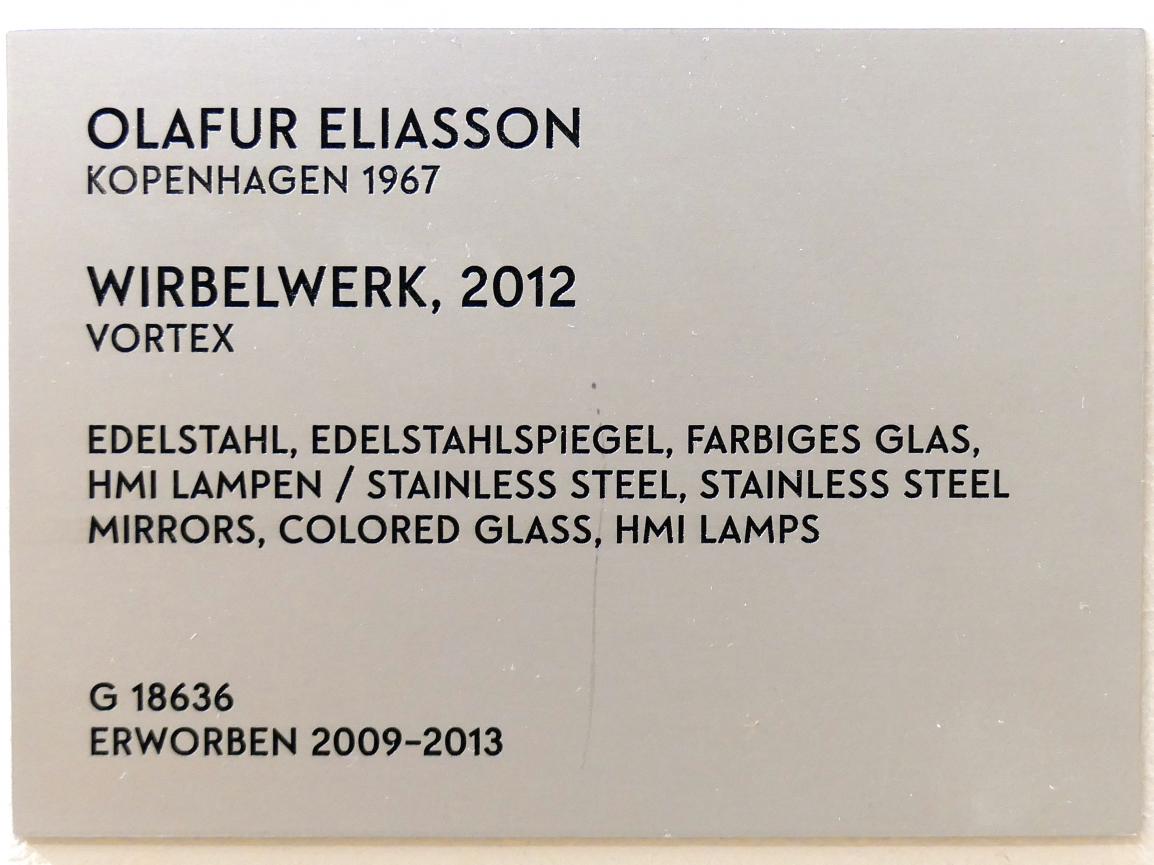 OLAFUR ELIASSON
KOPENHAGEN 1967
WIRBELWERK, 2012
VORTEX
EDELSTAHL, EDELSTAHLSPIEGEL, FARBIGES GLAS,
HMI LAMPEN / STAINLESS STEEL, STAINLESS STEEL
MIRRORS, COLORED GLASS, HMI LAMPS
G 18636
ERWORBEN 2009–2013